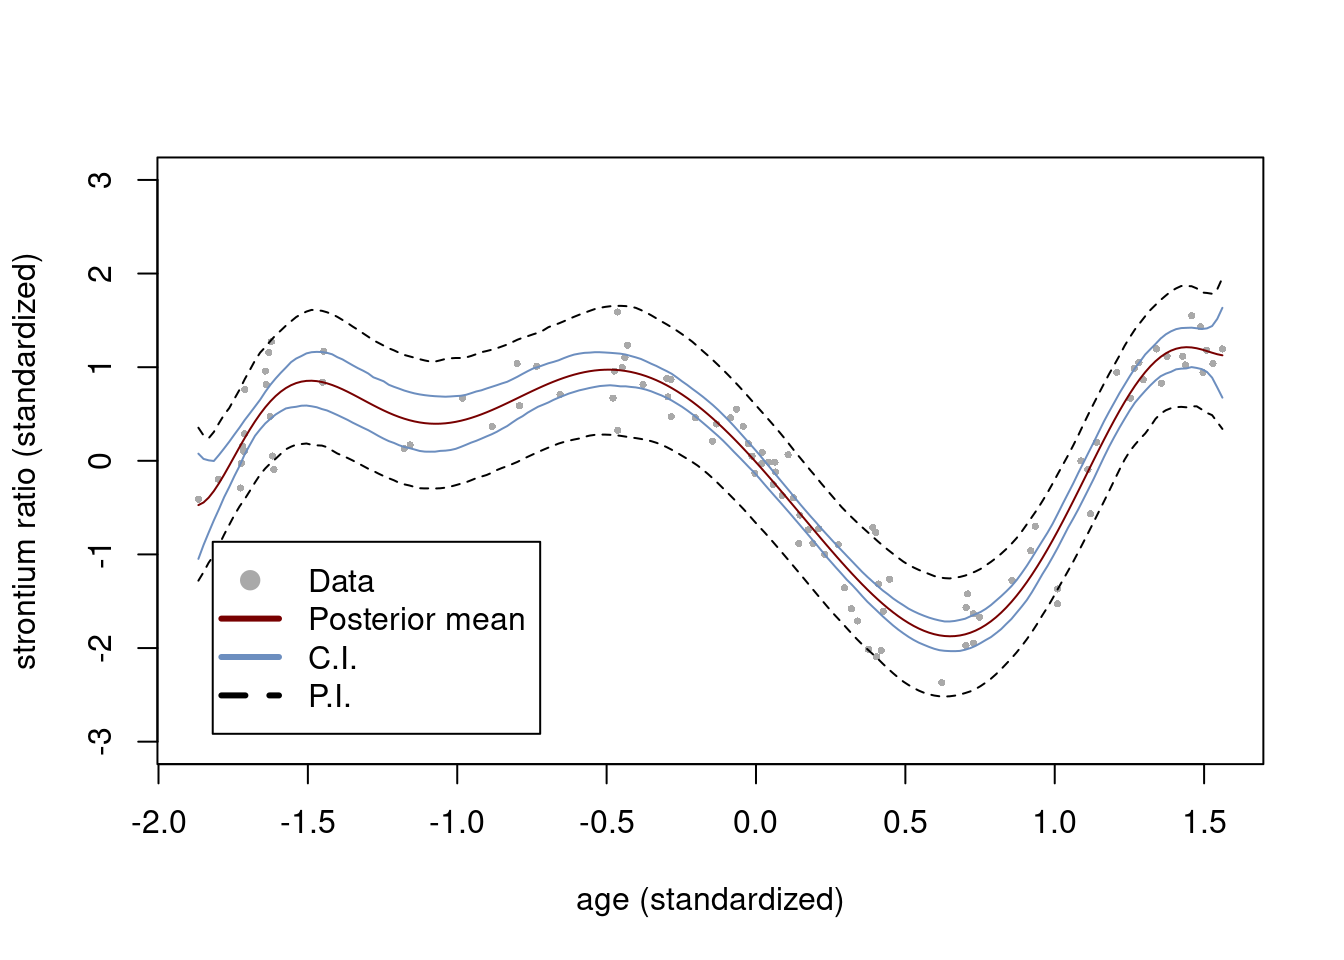 strontium ratio (standardized)
3
2
1
0
-1
-2
-3
Data
Posterior mean
C.I.
P.I.
-2.0 -1.5 -1.0 -0.5 0.0 0.5 1.0 1.5
age (standardized)